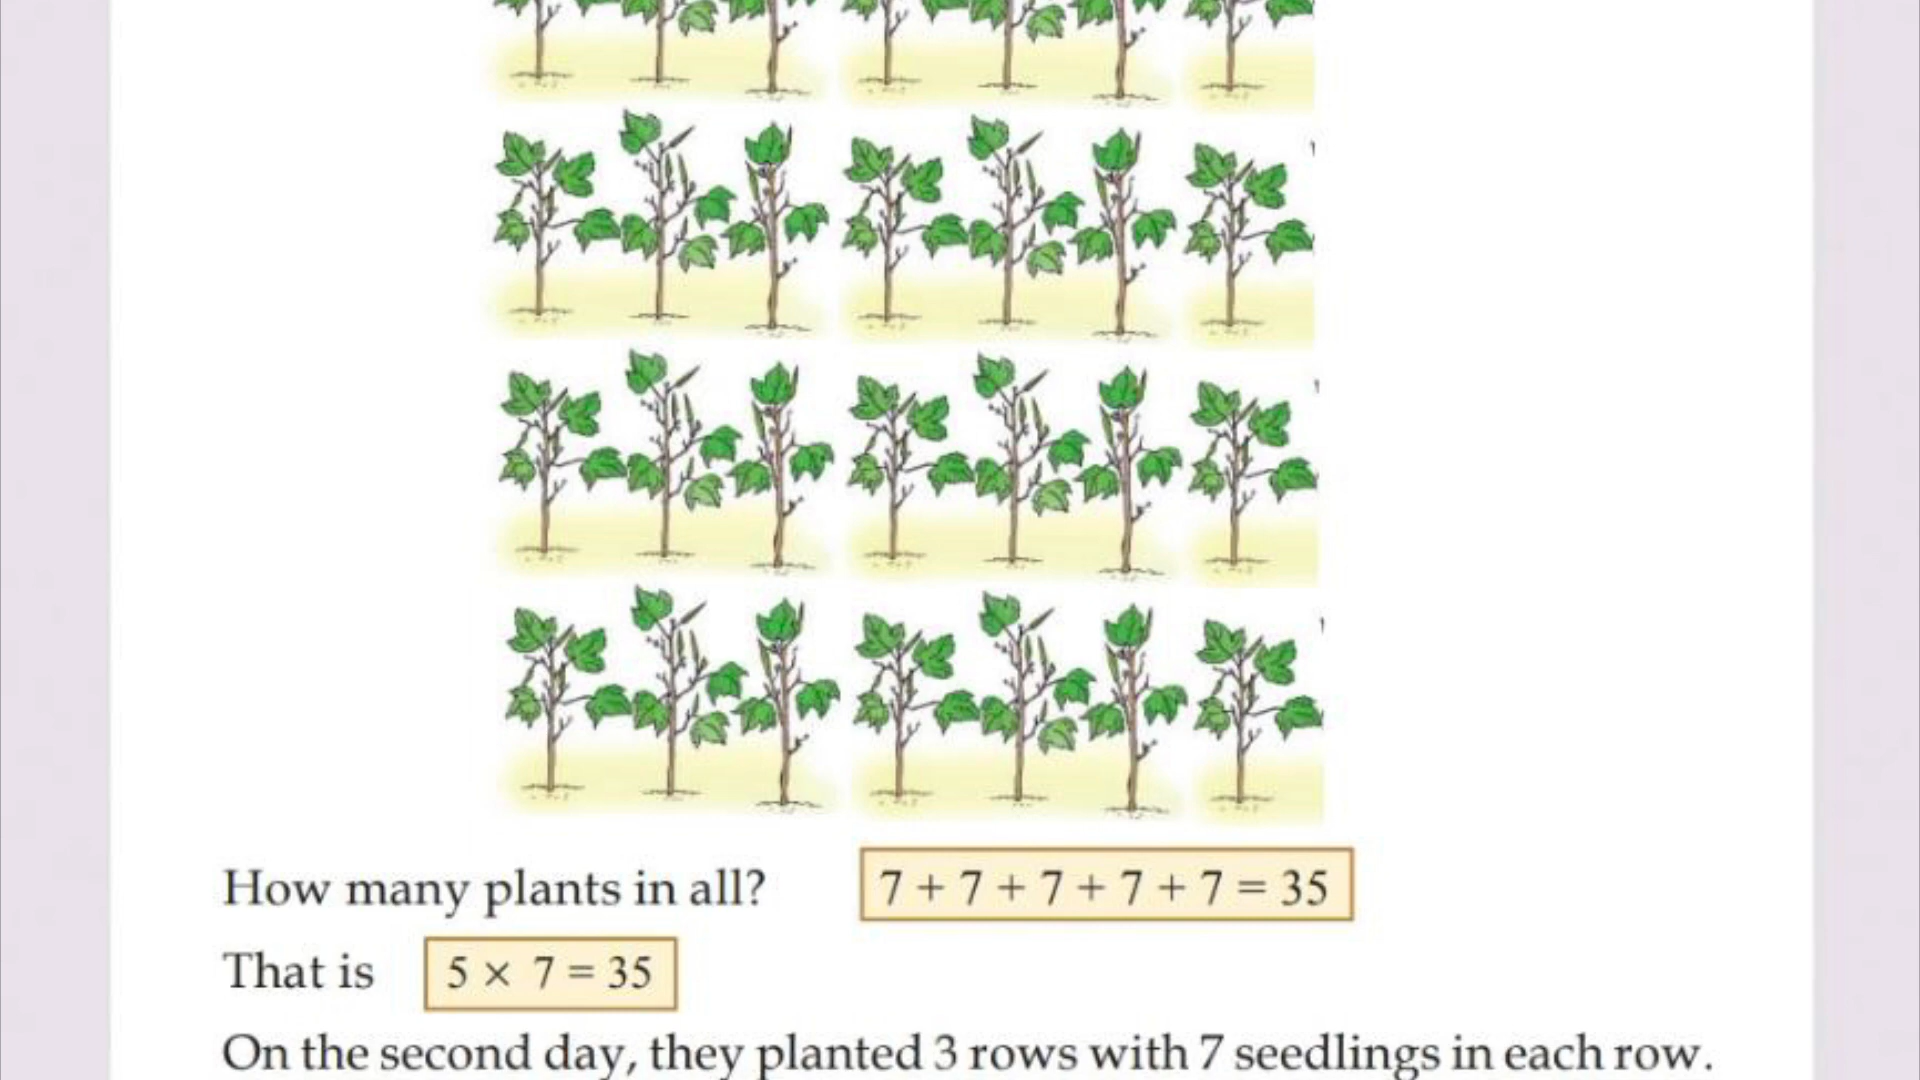 How many plants in all? 7 + 7 + 7 + 7 + 7 = 35
That is 5 × 7 = 35
On the second day, they planted 3 rows with 7 seedlings in each row.